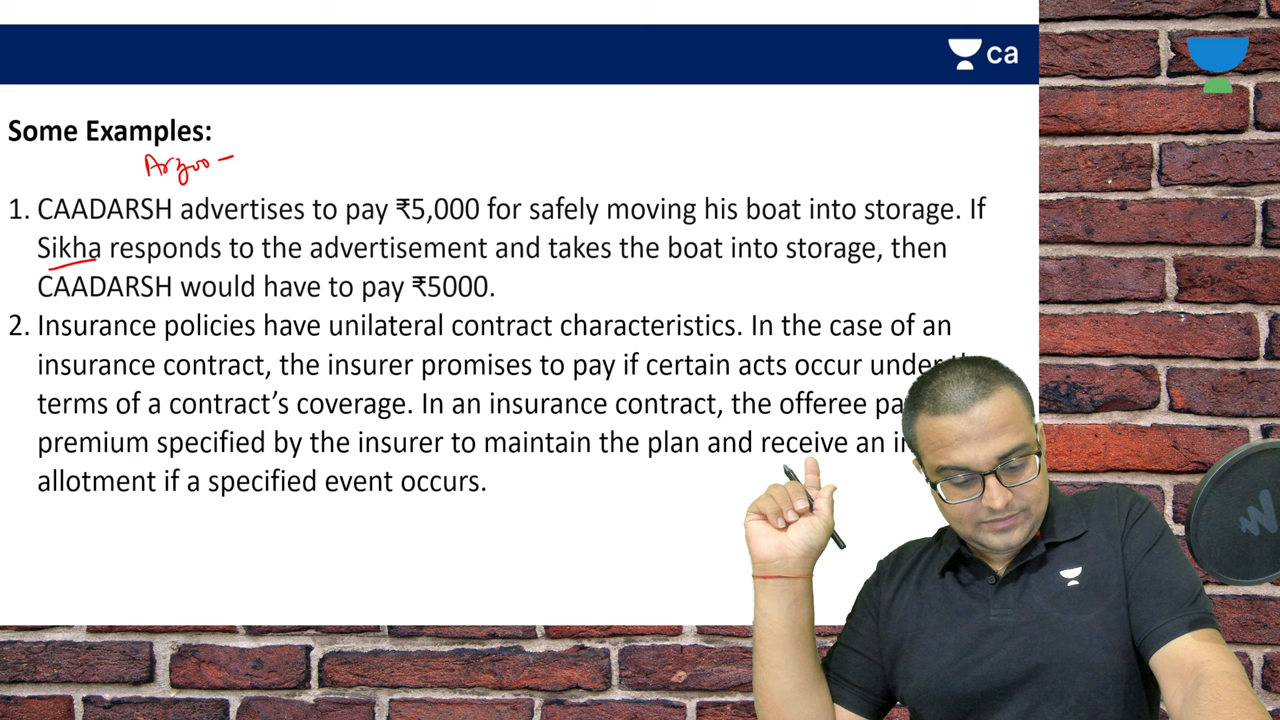 ca
Some Examples:
Arzoo -
1. CAADARSH advertises to pay ₹5,000 for safely moving his boat into storage. If
Sikha responds to the advertisement and takes the boat into storage, then
CAADARSH would have to pay ₹5000.
2. Insurance policies have unilateral contract characteristics. In the case of an
insurance contract, the insurer promises to pay if certain acts occur under
terms of a contract's coverage. In an insurance contract, the offeree
premium specified by the insurer to maintain the plan and receive an
allotment if a specified event occurs.